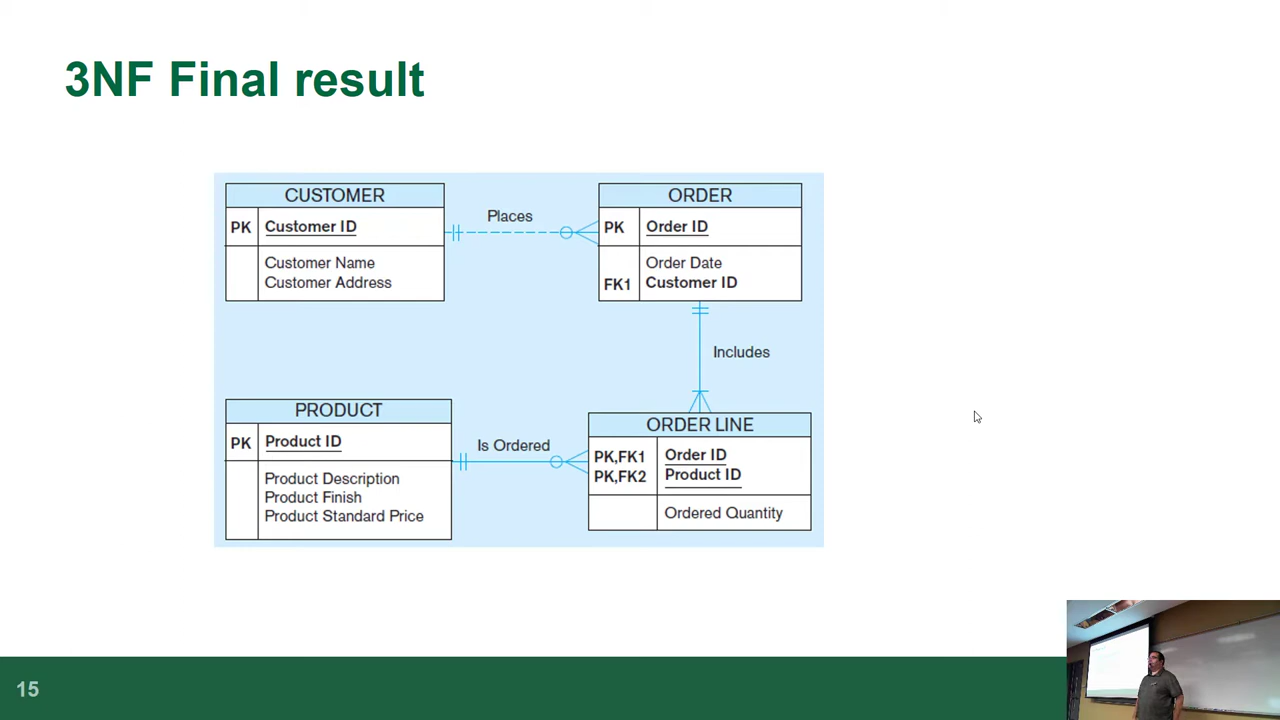 3NF Final result
CUSTOMER
PK Customer ID
Customer Name
Customer Address
Places
ORDER
PK Order ID
Order Date
FK1 Customer ID
Includes
PRODUCT
PK Product ID
Product Description
Product Finish
Product Standard Price
Is Ordered
ORDER LINE
PK,FK1 Order ID
PK,FK2 Product ID
Ordered Quantity
15